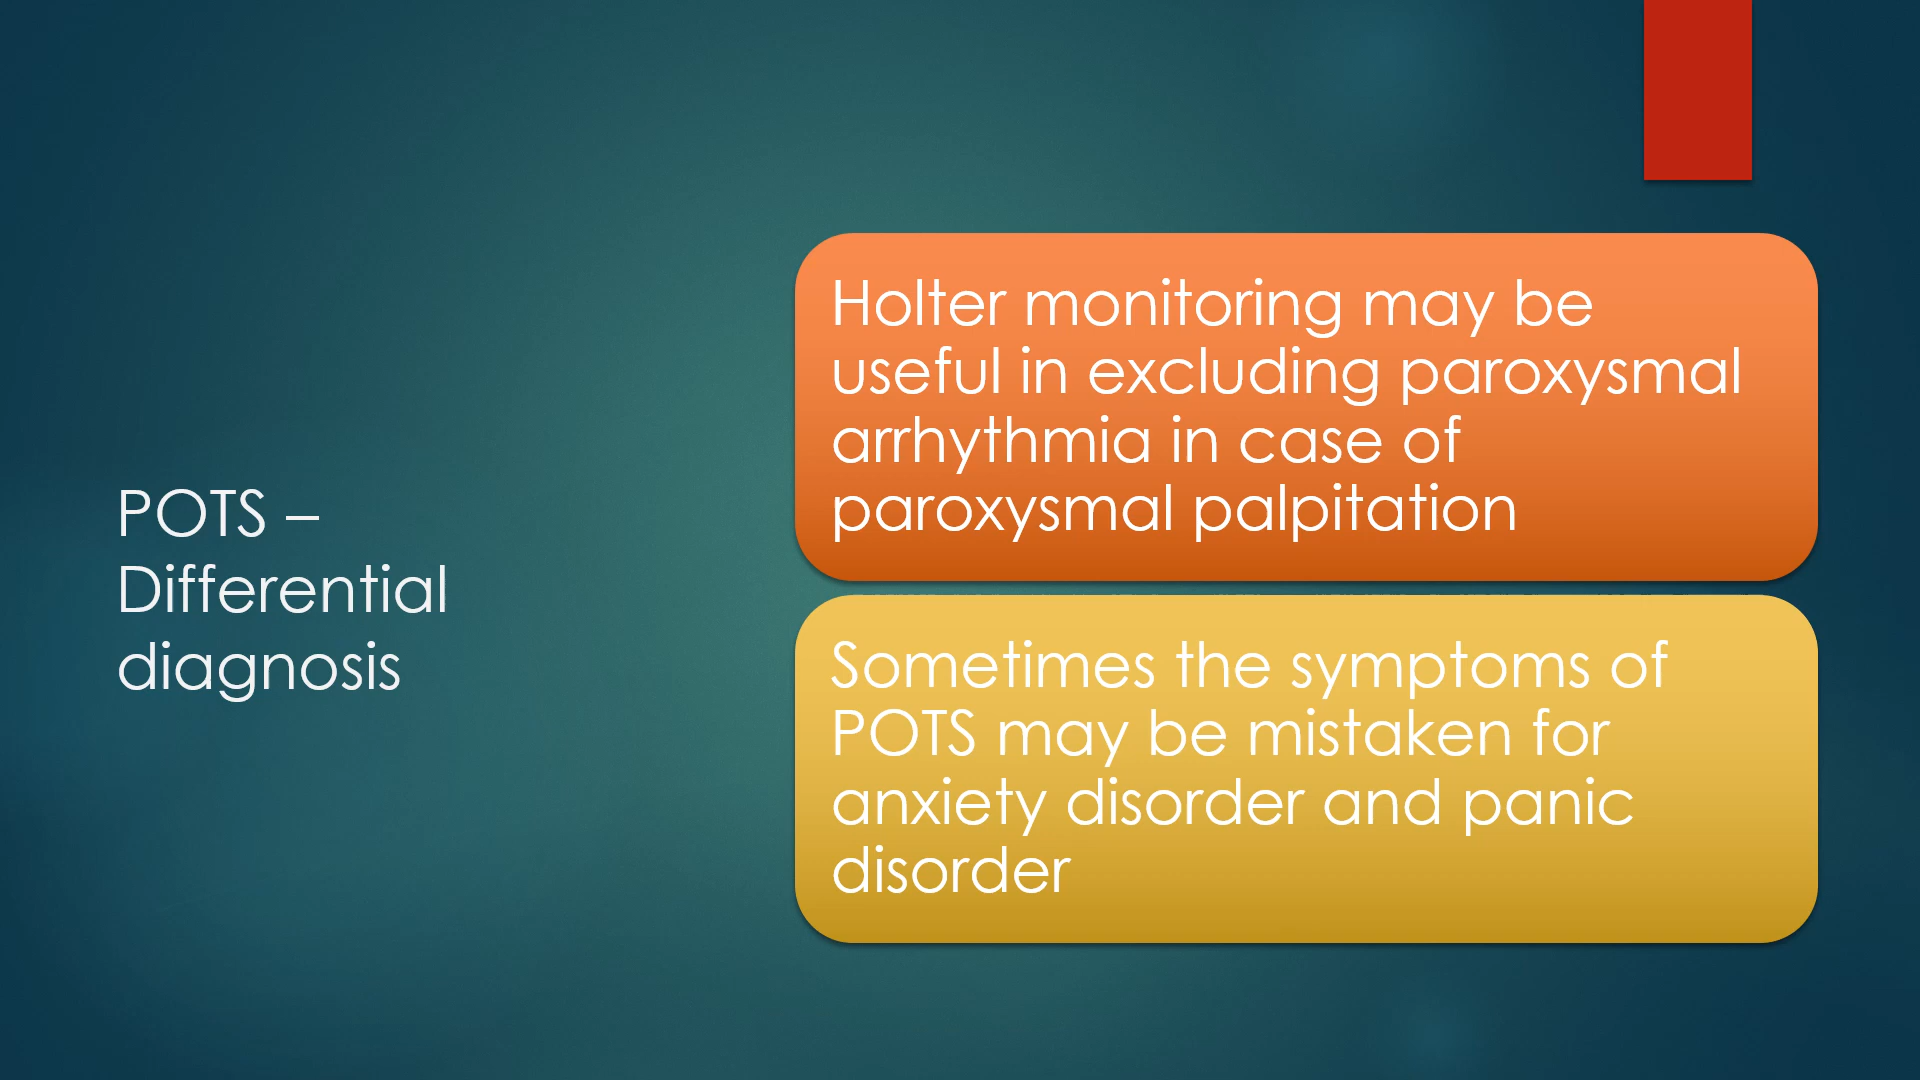 POTS –
Differential
diagnosis
Holter monitoring may be
useful in excluding paroxysmal
arrhythmia in case of
paroxysmal palpitation
Sometimes the symptoms of
POTS may be mistaken for
anxiety disorder and panic
disorder